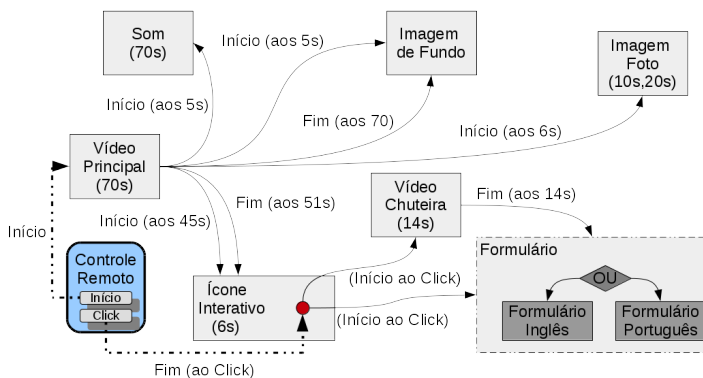 Som
(70s)
Início (aos 5s)
Imagem
de Fundo
Imagem
Foto
(10s,20s)
Início (aos 5s)
Fim (aos 70)
Início (aos 6s)
Vídeo
Principal
(70s)
Vídeo
Chuteira
(14s)
Fim (aos 14s)
Fim (aos 51s)
Início (aos 45s)
Início
Controle
Remoto
Início
Click
Ícone
Interativo
(6s)
(Início ao Click)
(Início ao Click)
Formulário
OU
Formulário
Inglês
Formulário
Português
Fim (ao Click)